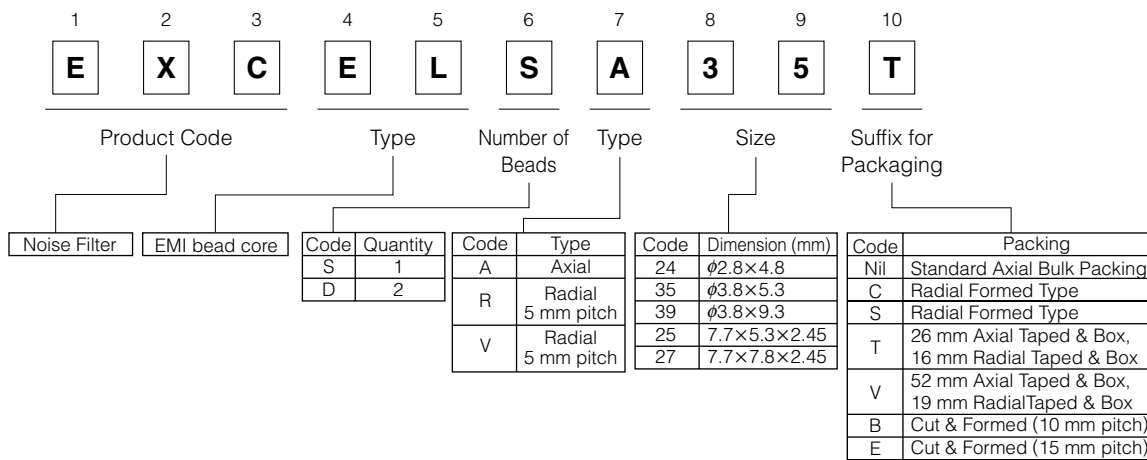 1 2 3 4 5 6 7 8 9 10
E X C E L S A 3 5 T
Product Code Type Number of Beads Type Size Suffix for Packaging
Noise Filter
EMI bead core
Code Quantity
S 1
D 2
Code Type
A Axial
R Radial
5 mm pitch
V Radial
5 mm pitch
Code Dimension (mm)
24 ϕ2.8×4.8
35 ϕ3.8×5.3
39 ϕ3.8×9.3
25 7.7×5.3×2.45
27 7.7×7.8×2.45
Code Packing
Nil Standard Axial Bulk Packing
C Radial Formed Type
S Radial Formed Type
T 26 mm Axial Taped & Box,
16 mm Radial Taped & Box
V 52 mm Axial Taped & Box,
19 mm RadialTaped & Box
B Cut & Formed (10 mm pitch)
E Cut & Formed (15 mm pitch)